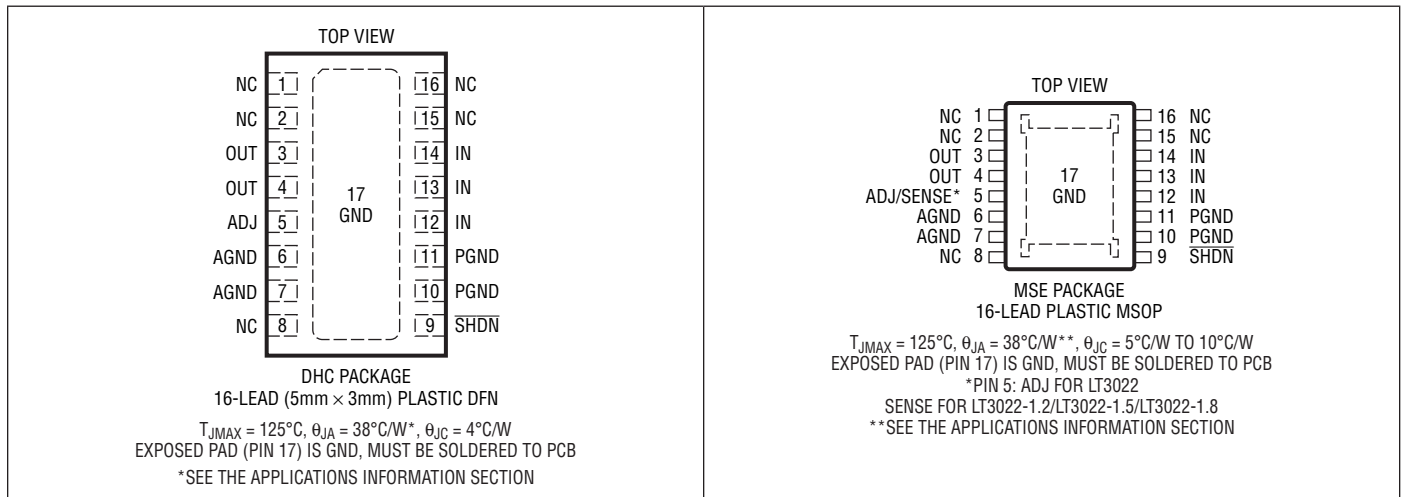 TOP VIEW
NC 1 16 NC
NC 2 15 NC
OUT 3 14 IN
OUT 4 13 IN
17
GND
ADJ 5 12 IN
AGND 6 11 PGND
AGND 7 10 PGND
NC 8 9 SHDN
DHC PACKAGE
16-LEAD (5mm × 3mm) PLASTIC DFN
TJMAX = 125°C, θJA = 38°C/W*, θJC = 4°C/W
EXPOSED PAD (PIN 17) IS GND, MUST BE SOLDERED TO PCB
*SEE THE APPLICATIONS INFORMATION SECTION
TOP VIEW
NC 1 16 NC
NC 2 15 NC
OUT 3 14 IN
OUT 4 17 13 IN
ADJ/SENSE* 5 GND 12 IN
AGND 6 11 PGND
AGND 7 10 PGND
NC 8 9 SHDN
MSE PACKAGE
16-LEAD PLASTIC MSOP
TJMAX = 125°C, θJA = 38°C/W**, θJC = 5°C/W TO 10°C/W
EXPOSED PAD (PIN 17) IS GND, MUST BE SOLDERED TO PCB
*PIN 5: ADJ FOR LT3022
SENSE FOR LT3022-1.2/LT3022-1.5/LT3022-1.8
**SEE THE APPLICATIONS INFORMATION SECTION